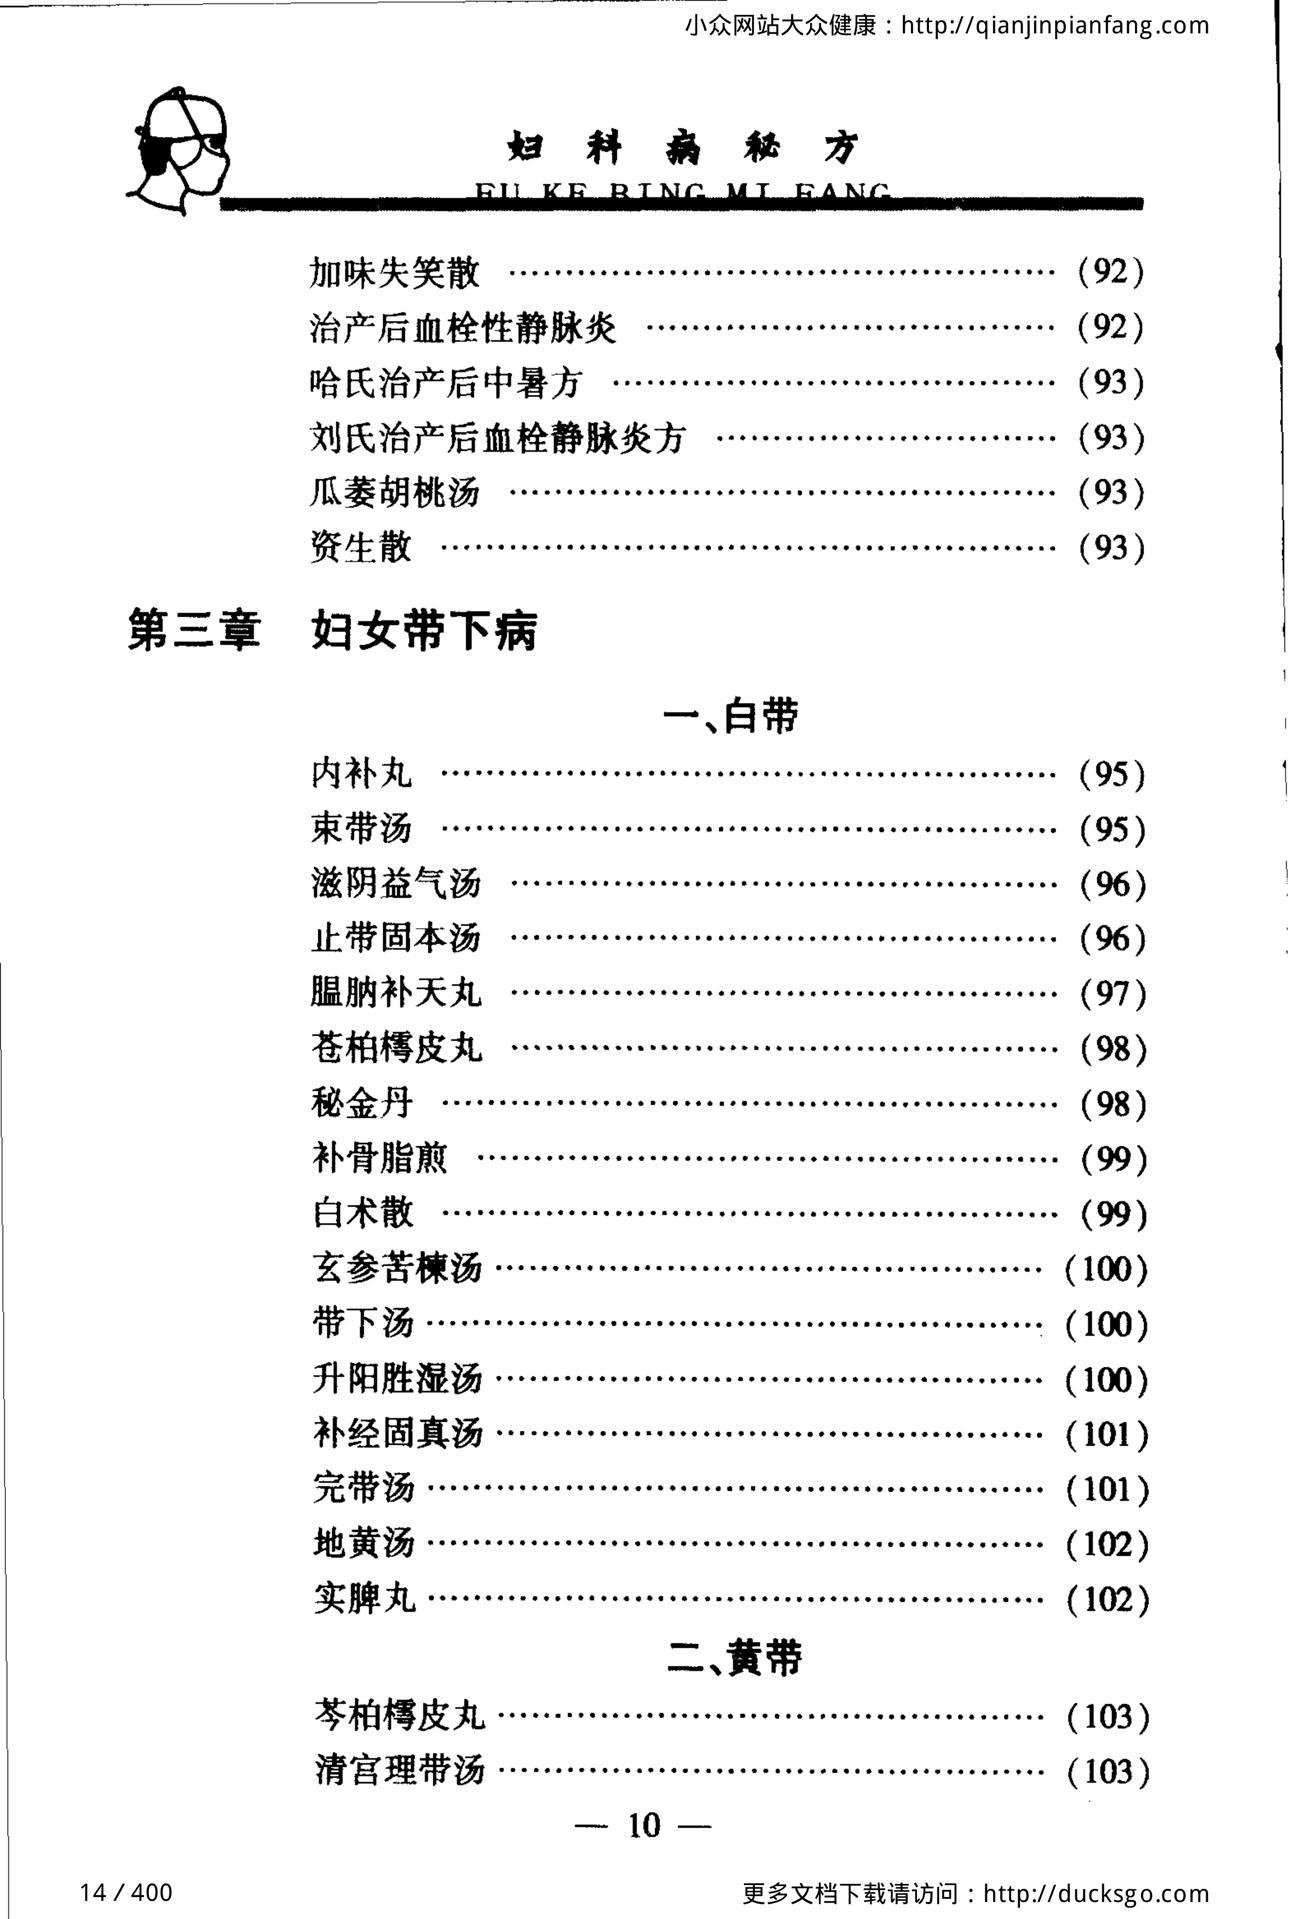 小众网站大众健康：http://qianjinpianfang.com
妇科病秘方
FU KE BING MI FANG
加味失笑散 …… (92)
治产后血栓性静脉炎 …… (92)
哈氏治产后中暑方 …… (93)
刘氏治产后血栓静脉炎方 …… (93)
瓜蒌胡桃汤 …… (93)
资生散 …… (93)
第三章 妇女带下病
一、白带
内补丸 …… (95)
束带汤 …… (95)
滋阴益气汤 …… (96)
止带固本汤 …… (96)
腽肭补天丸 …… (97)
苍柏樗皮丸 …… (98)
秘金丹 …… (98)
补骨脂煎 …… (99)
白术散 …… (99)
玄参苦楝汤 …… (100)
带下汤 …… (100)
升阳胜湿汤 …… (100)
补经固真汤 …… (101)
完带汤 …… (101)
地黄汤 …… (102)
实脾丸 …… (102)
二、黄带
芩柏樗皮丸 …… (103)
清宫理带汤 …… (103)
— 10 —
14 / 400
更多文档下载请访问：http://ducksgo.com